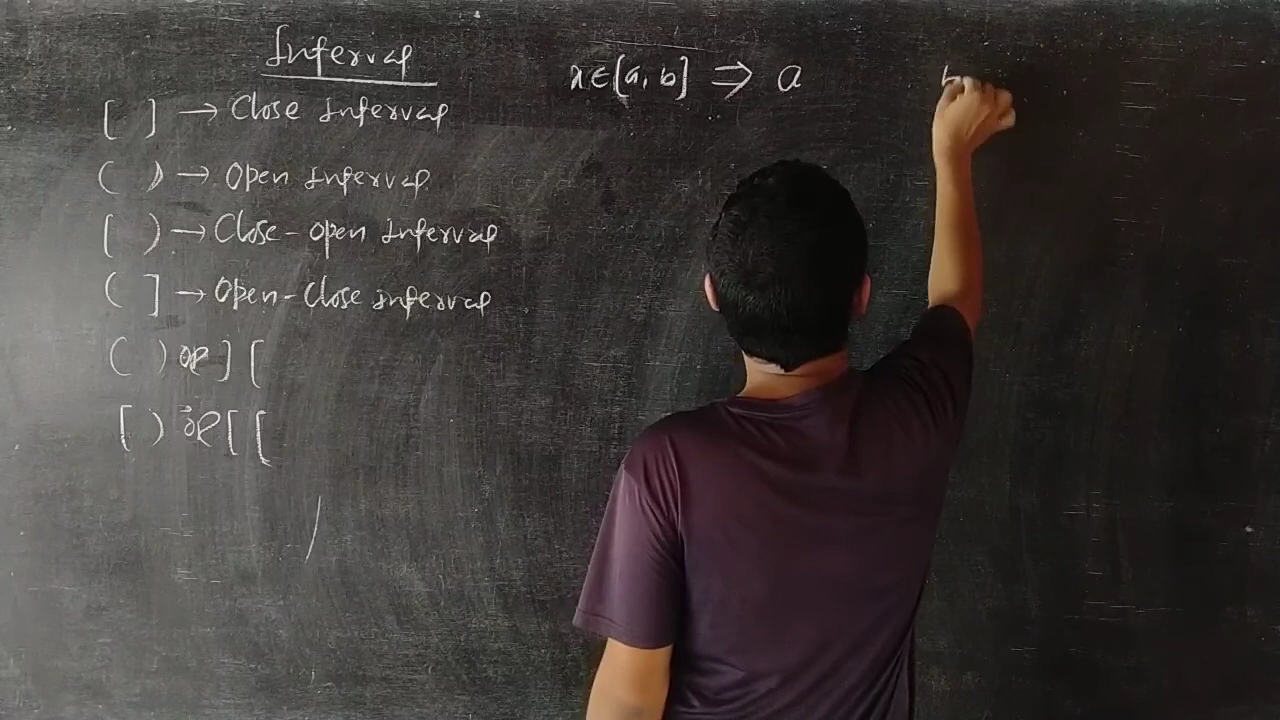 Interval
[ ] → Close interval
( ) → Open interval
[ ) → Close-open interval
( ] → Open-Close interval
( ) or ] [
[ ) or [ [
x∈[a, b] ⇒ a b